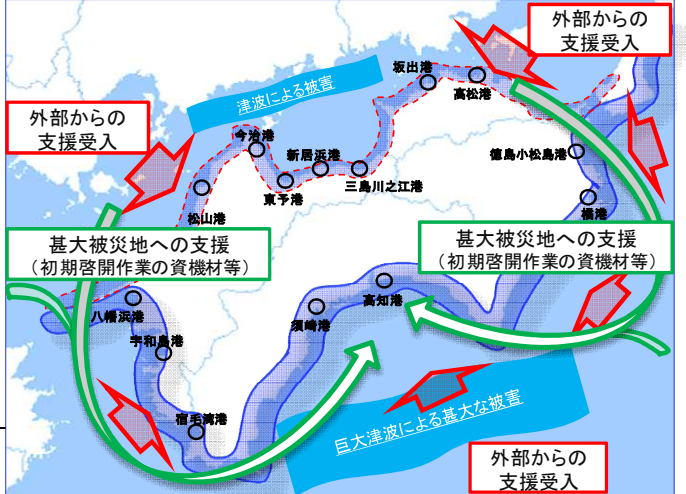 外部からの
支援受入
坂出港
高松港
津波による被害
外部からの
支援受入
今治港
新居浜港
徳島小松島港
東予港
三島川之江港
松山港
橘港
甚大被災地への支援
（初期啓開作業の資機材等）
甚大被災地への支援
（初期啓開作業の資機材等）
高知港
八幡浜港
須崎港
宇和島港
宿毛湾港
巨大津波による甚大な被害
外部からの
支援受入